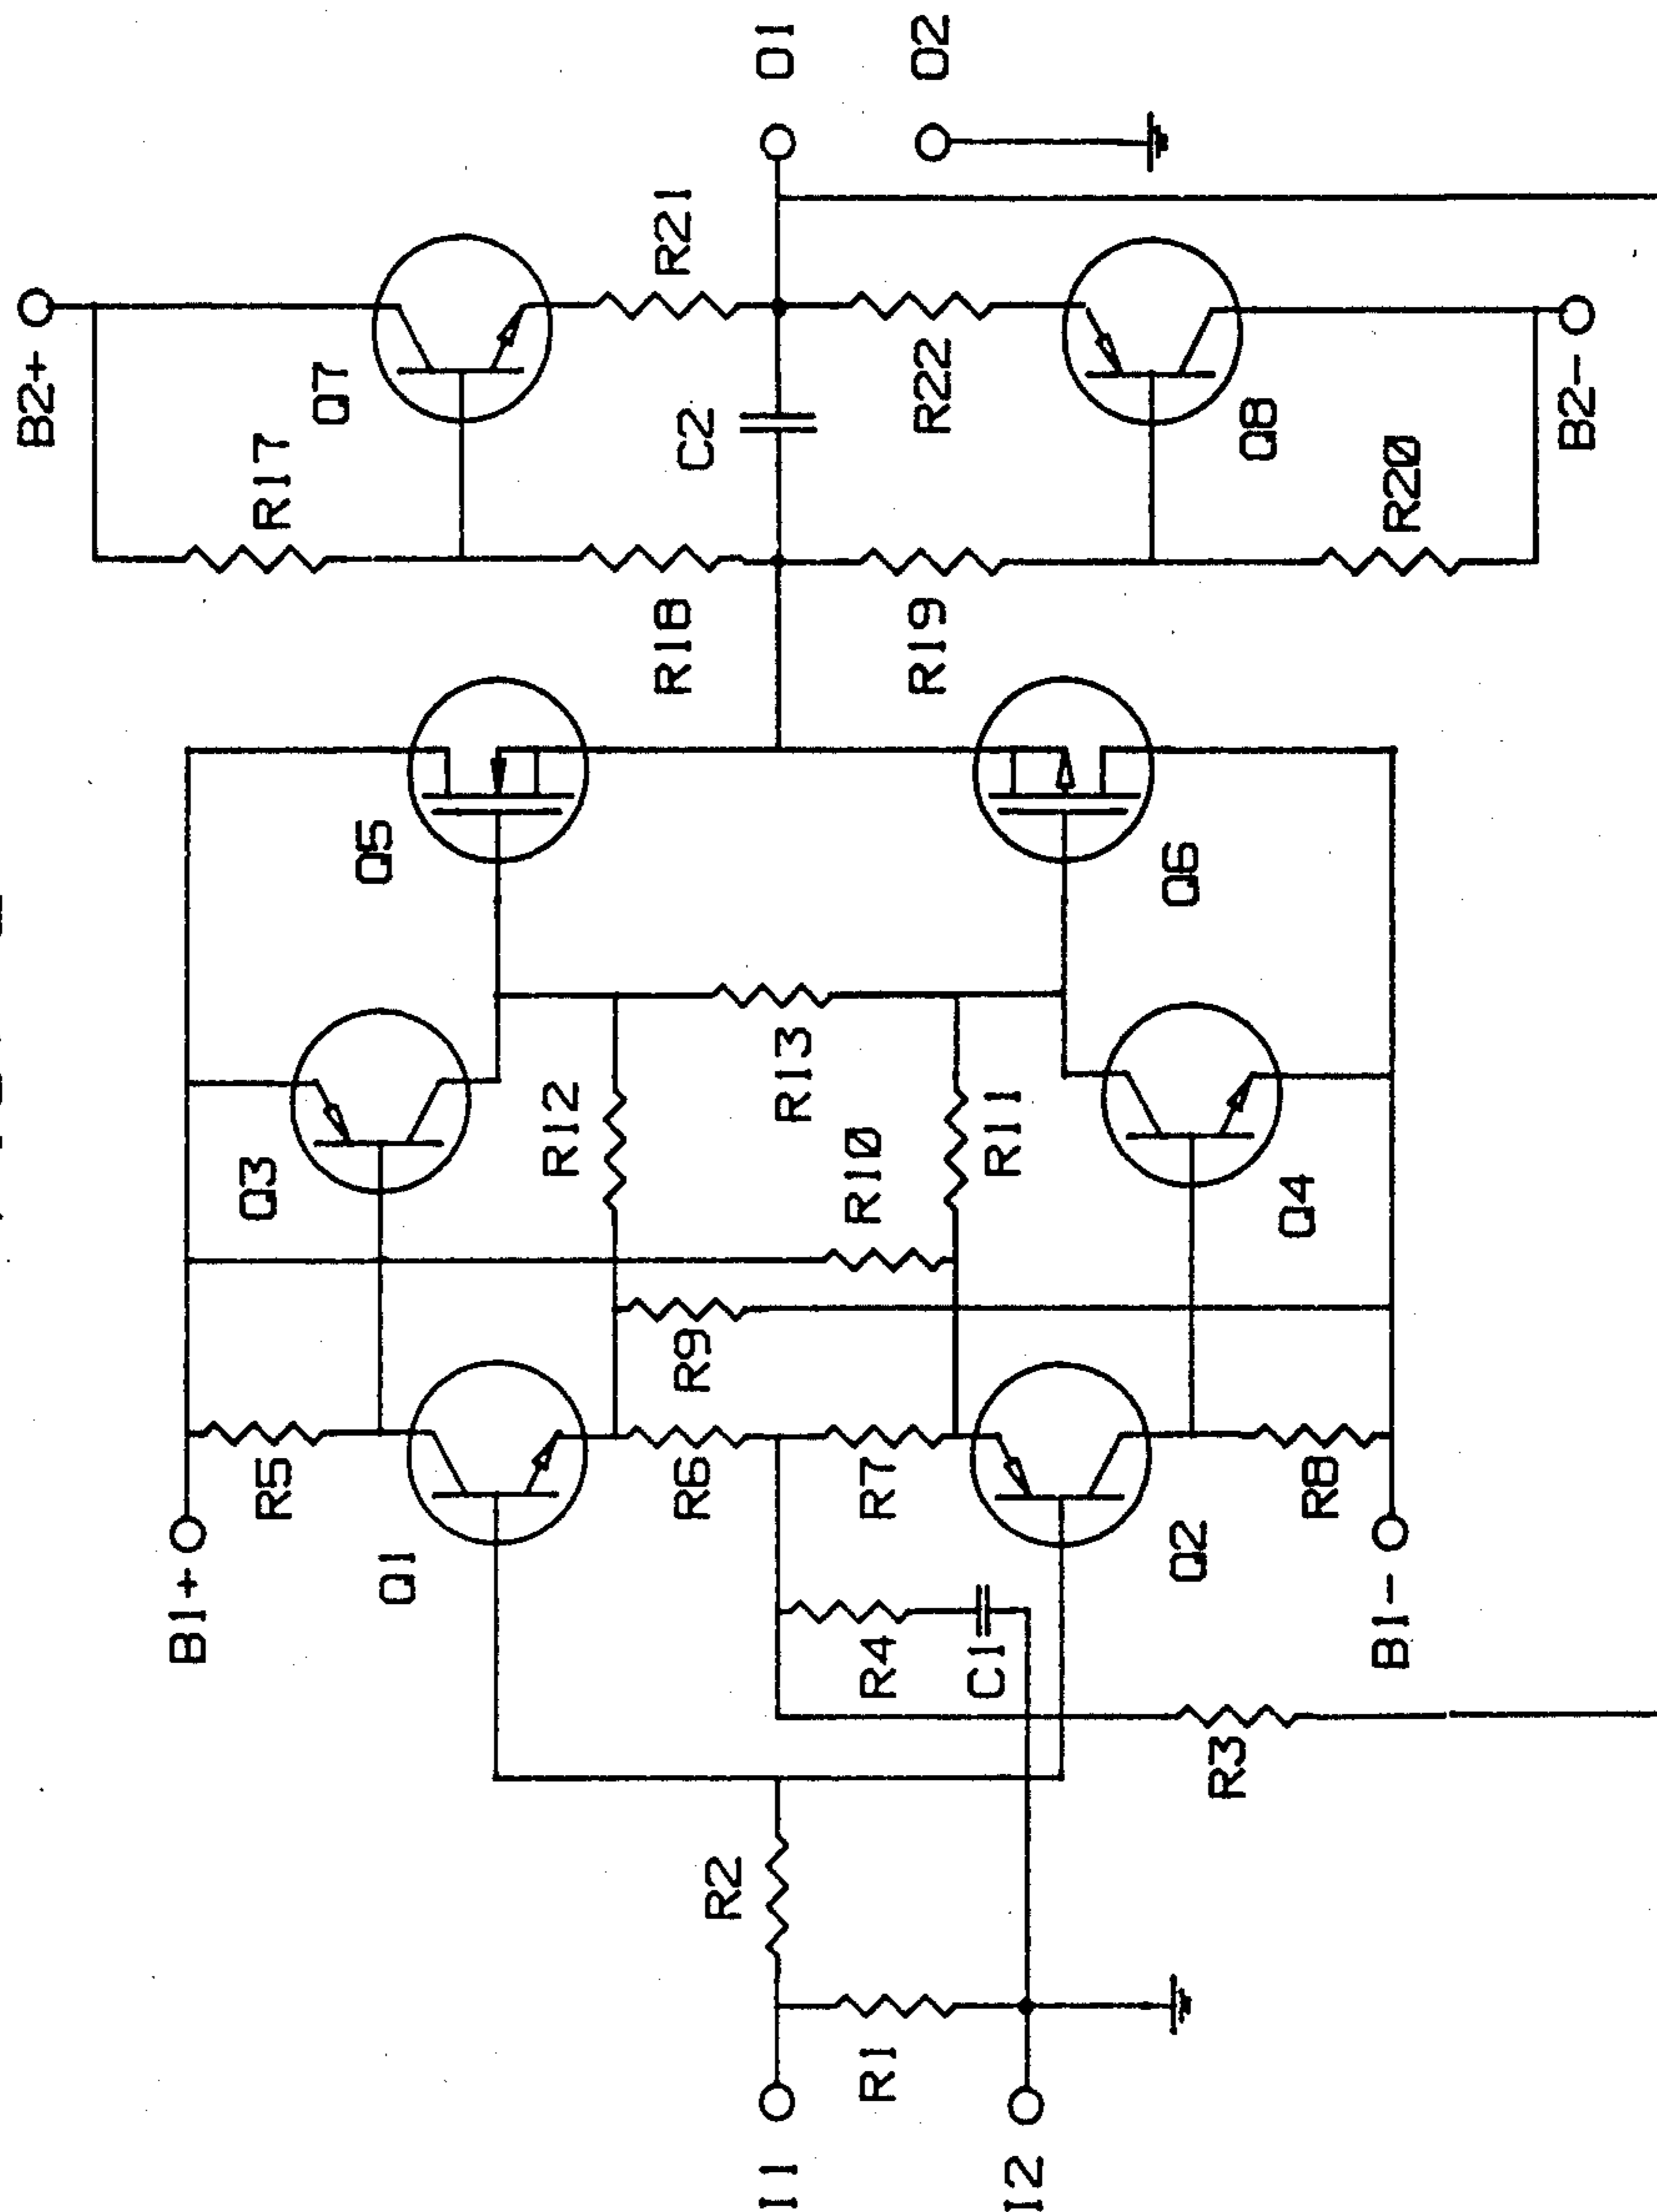 B2+
R17
Q7
R21
O1
O2
C2
R22
Q8
R20
B2-
R18
R19
Q5
Q6
Q3
R12
R13
R10
R11
Q4
R9
B1+
R5
Q1
R6
R7
Q2
R8
B1-
R4
C1
R3
R2
R1
I1
I2